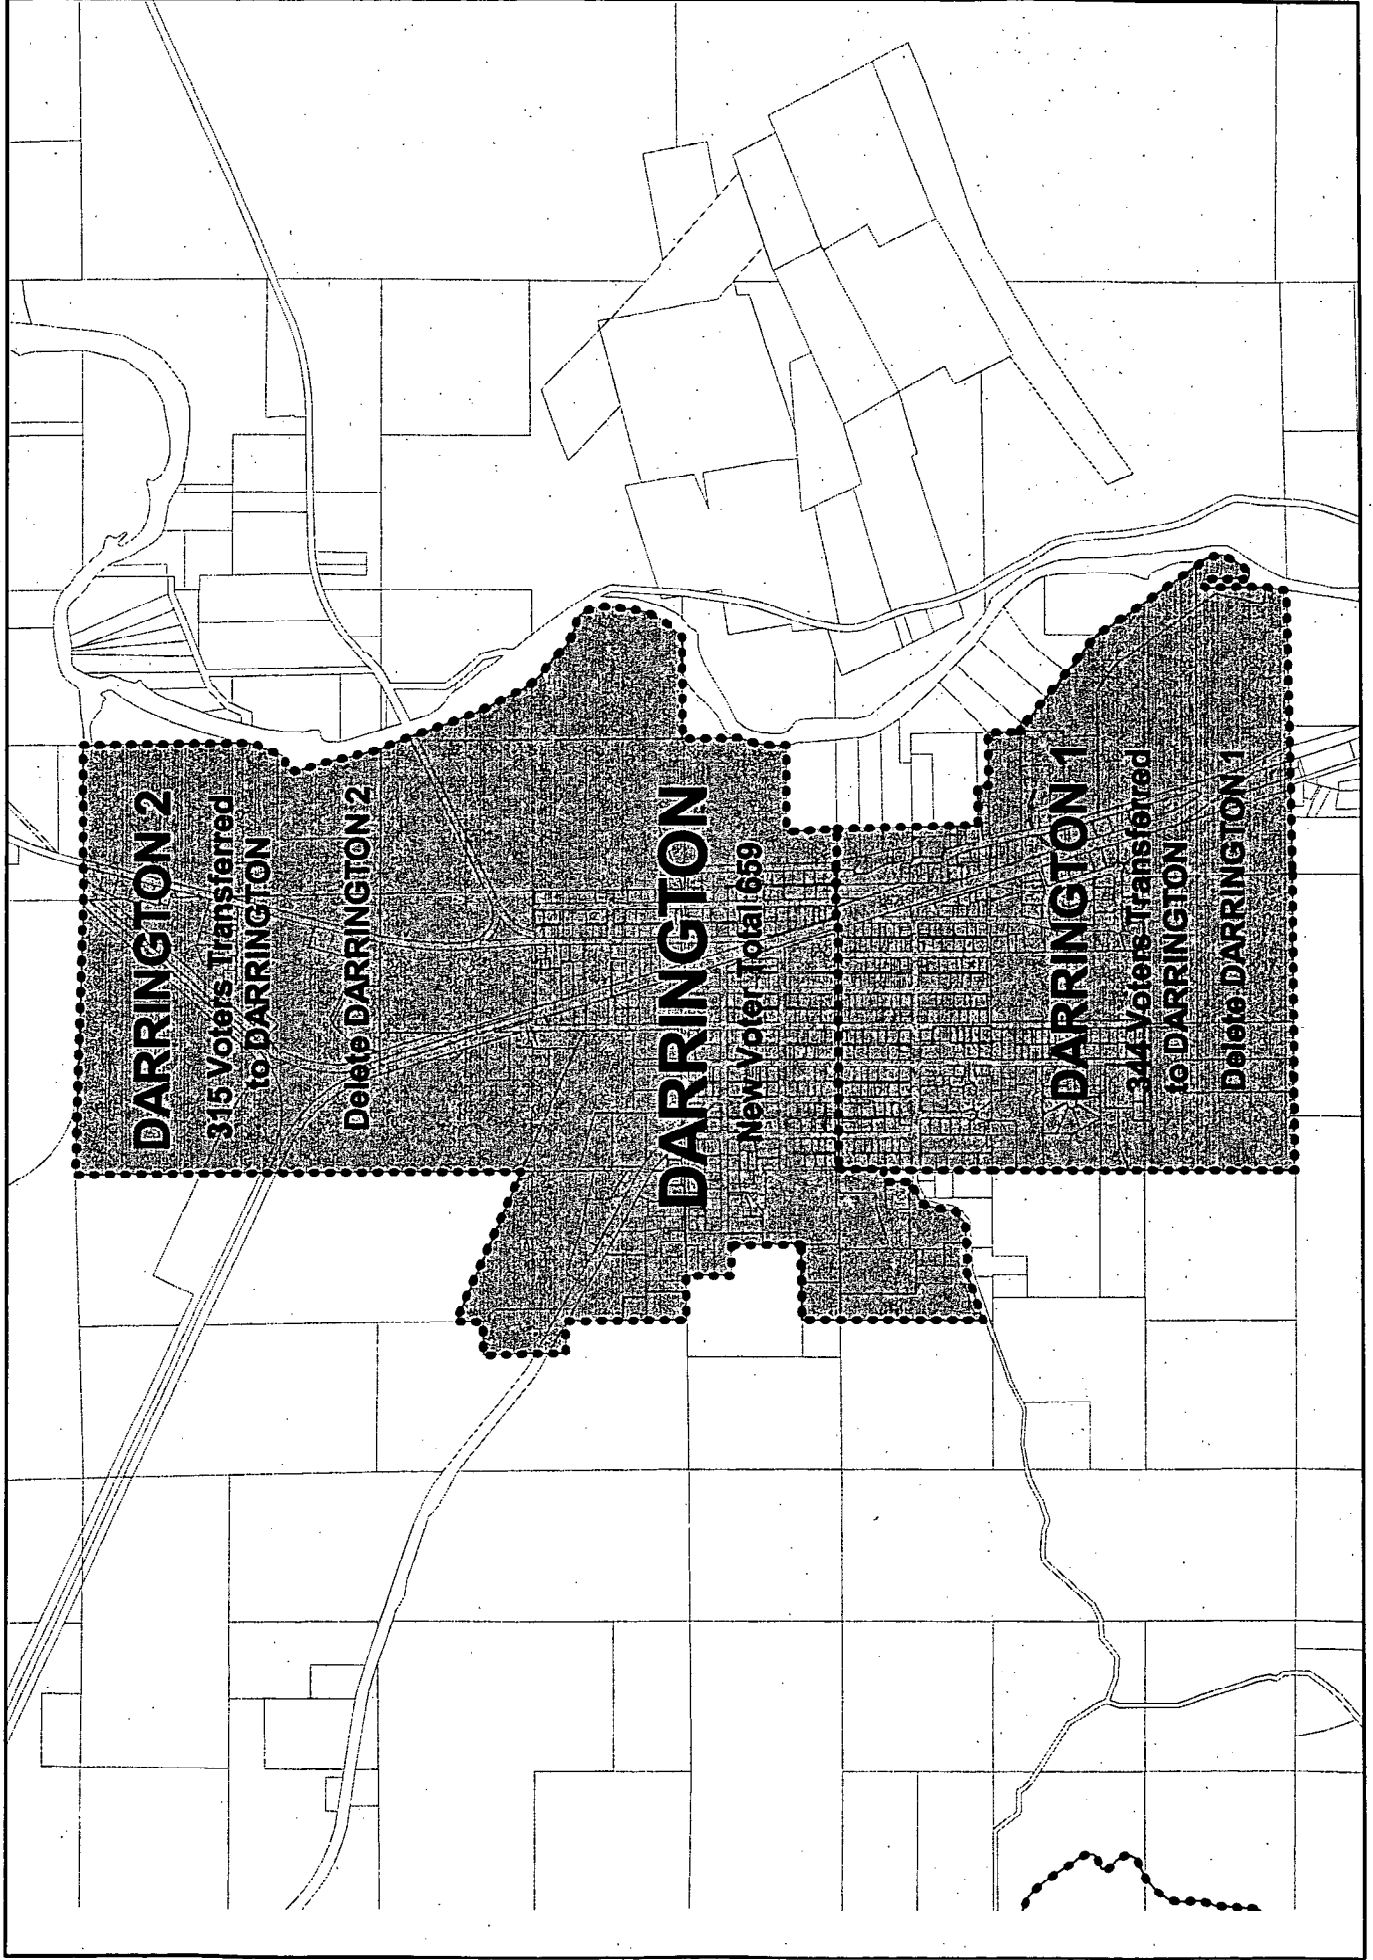 DARRINGTON 2
315 Voters Transferred
to DARRINGTON
Delete DARRINGTON 2
DARRINGTON
New Voter Total 659
DARRINGTON 1
344 Voters Transferred
to DARRINGTON
Delete DARRINGTON 1